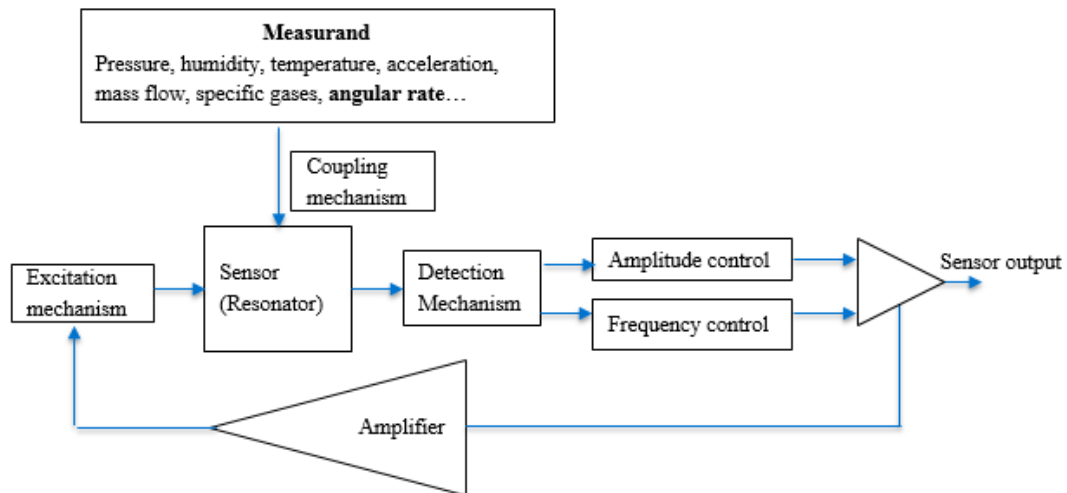 Measurand
Pressure, humidity, temperature, acceleration,
mass flow, specific gases, angular rate…
Coupling
mechanism
Excitation
mechanism
Sensor
(Resonator)
Detection
Mechanism
Amplitude control
Frequency control
Sensor output
Amplifier